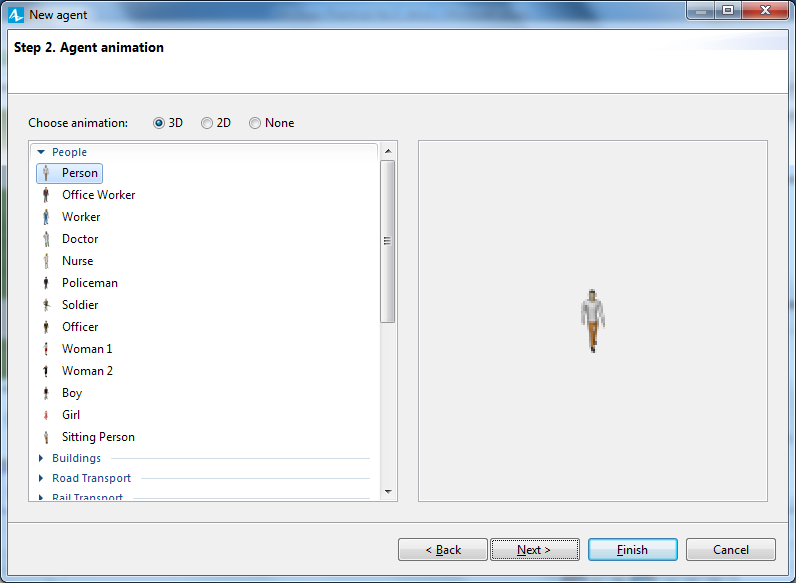 New agent
Step 2. Agent animation
Choose animation: 3D 2D None
People
Person
Office Worker
Worker
Doctor
Nurse
Policeman
Soldier
Officer
Woman 1
Woman 2
Boy
Girl
Sitting Person
Buildings
Road Transport
Rail Transport
< Back Next > Finish Cancel